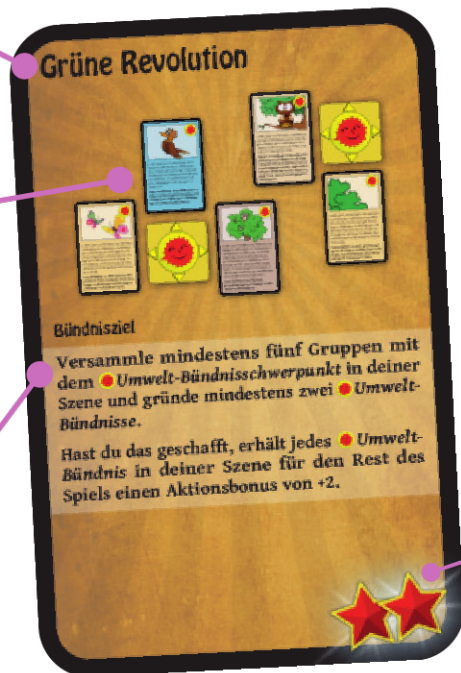 Grüne Revolution
Bündnisziel
Versammle mindestens fünf Gruppen mit
dem Umwelt-Bündnisschwerpunkt in deiner
Szene und gründe mindestens zwei Umwelt-
Bündnisse.
Hast du das geschafft, erhält jedes Umwelt-
Bündnis in deiner Szene für den Rest des
Spiels einen Aktionsbonus von +2.